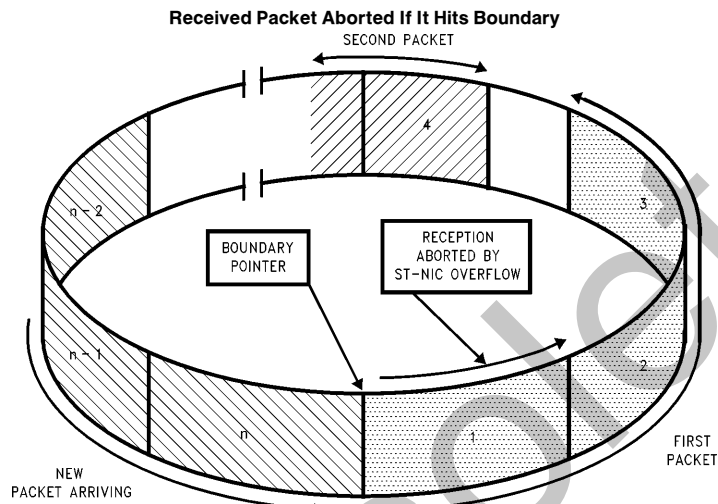 Received Packet Aborted If It Hits Boundary
SECOND PACKET
4
3
n-2
BOUNDARY
POINTER
RECEPTION
ABORTED BY
ST-NIC OVERFLOW
n-1
2
n
1
FIRST
PACKET
NEW
PACKET ARRIVING